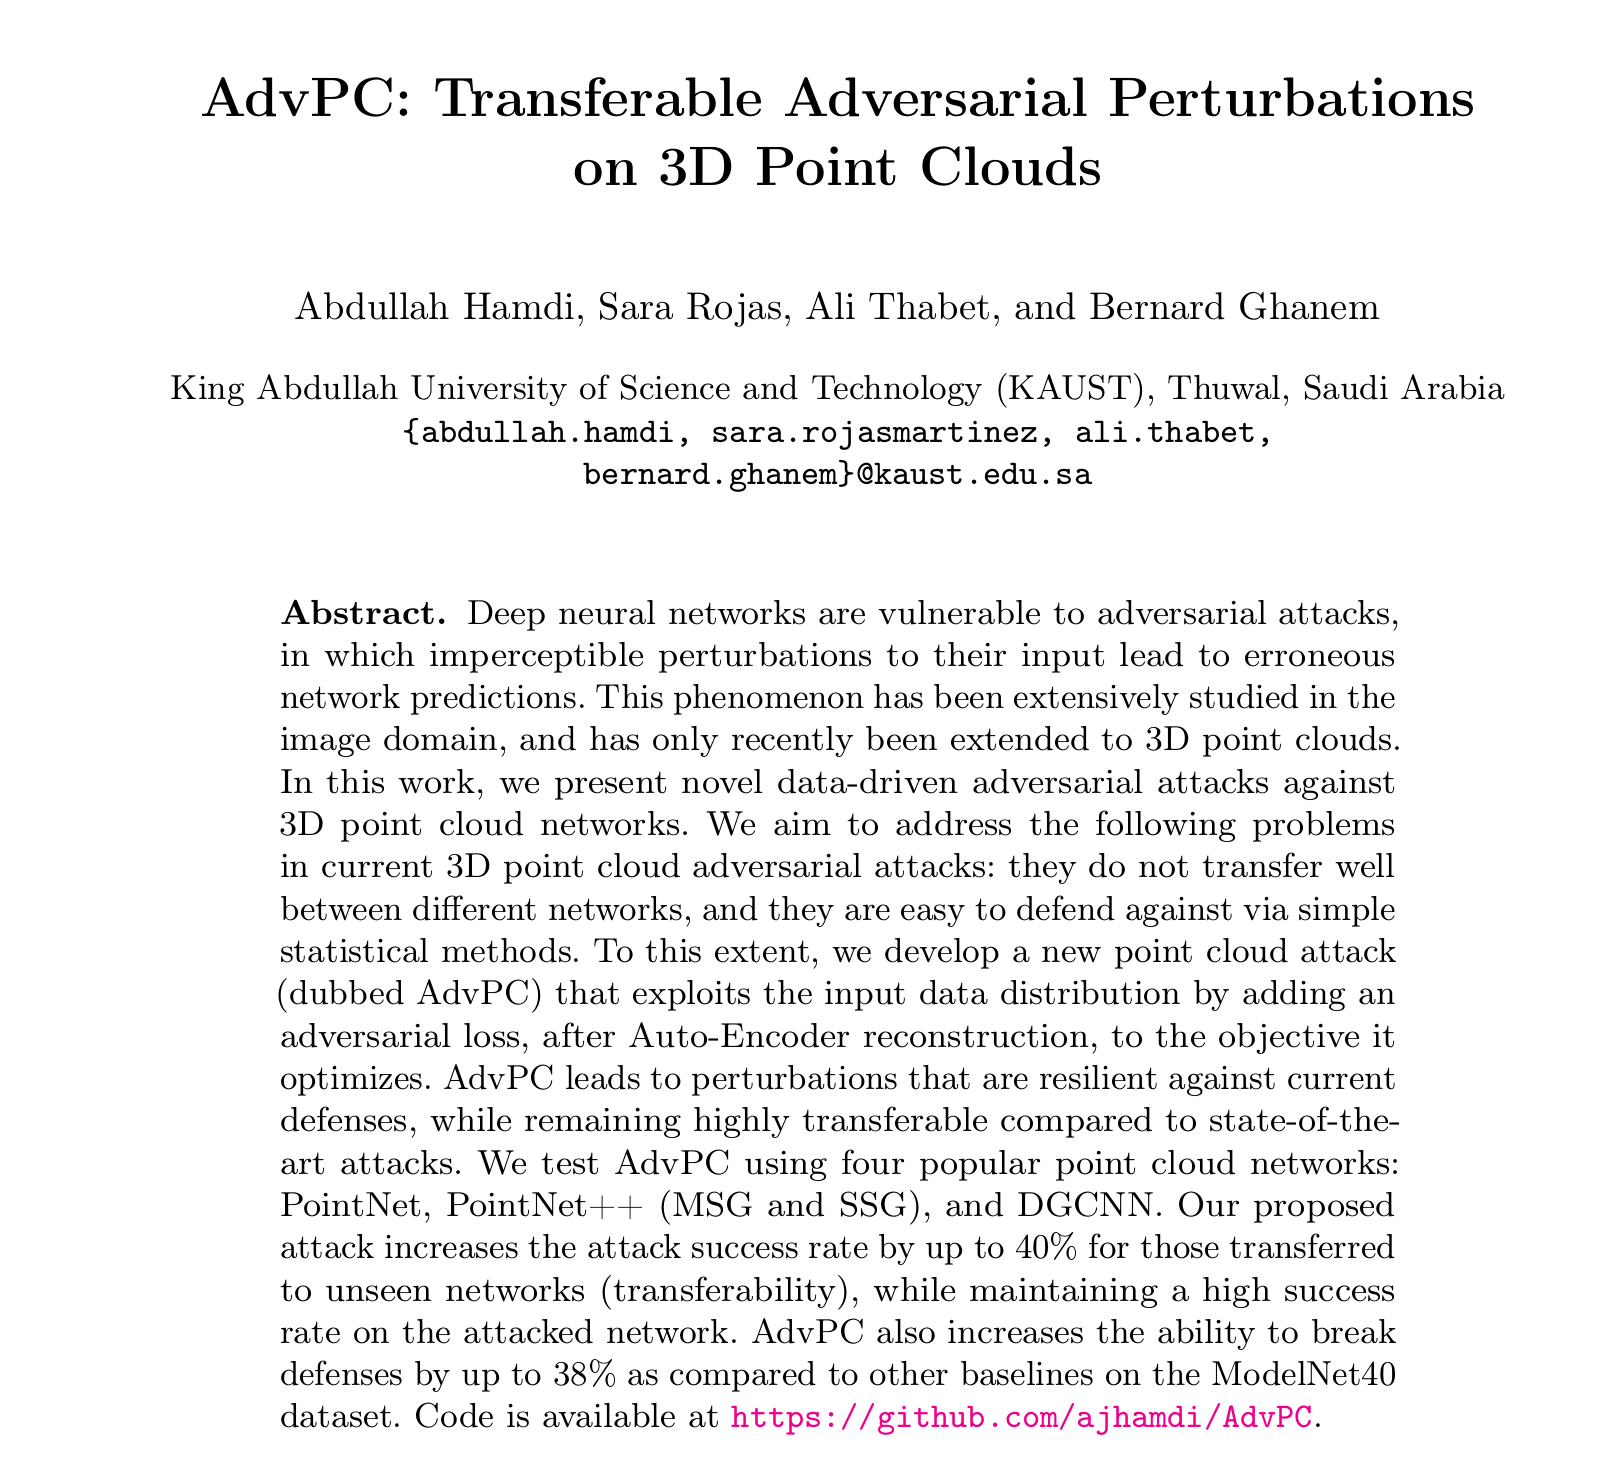 AdvPC: Transferable Adversarial Perturbations
on 3D Point Clouds
Abdullah Hamdi, Sara Rojas, Ali Thabet, and Bernard Ghanem
King Abdullah University of Science and Technology (KAUST), Thuwal, Saudi Arabia
{abdullah.hamdi, sara.rojasmartinez, ali.thabet,
bernard.ghanem}@kaust.edu.sa
Abstract. Deep neural networks are vulnerable to adversarial attacks,
in which imperceptible perturbations to their input lead to erroneous
network predictions. This phenomenon has been extensively studied in the
image domain, and has only recently been extended to 3D point clouds.
In this work, we present novel data-driven adversarial attacks against
3D point cloud networks. We aim to address the following problems
in current 3D point cloud adversarial attacks: they do not transfer well
between different networks, and they are easy to defend against via simple
statistical methods. To this extent, we develop a new point cloud attack
(dubbed AdvPC) that exploits the input data distribution by adding an
adversarial loss, after Auto-Encoder reconstruction, to the objective it
optimizes. AdvPC leads to perturbations that are resilient against current
defenses, while remaining highly transferable compared to state-of-the-
art attacks. We test AdvPC using four popular point cloud networks:
PointNet, PointNet++ (MSG and SSG), and DGCNN. Our proposed
attack increases the attack success rate by up to 40% for those transferred
to unseen networks (transferability), while maintaining a high success
rate on the attacked network. AdvPC also increases the ability to break
defenses by up to 38% as compared to other baselines on the ModelNet40
dataset. Code is available at https://github.com/ajhamdi/AdvPC.